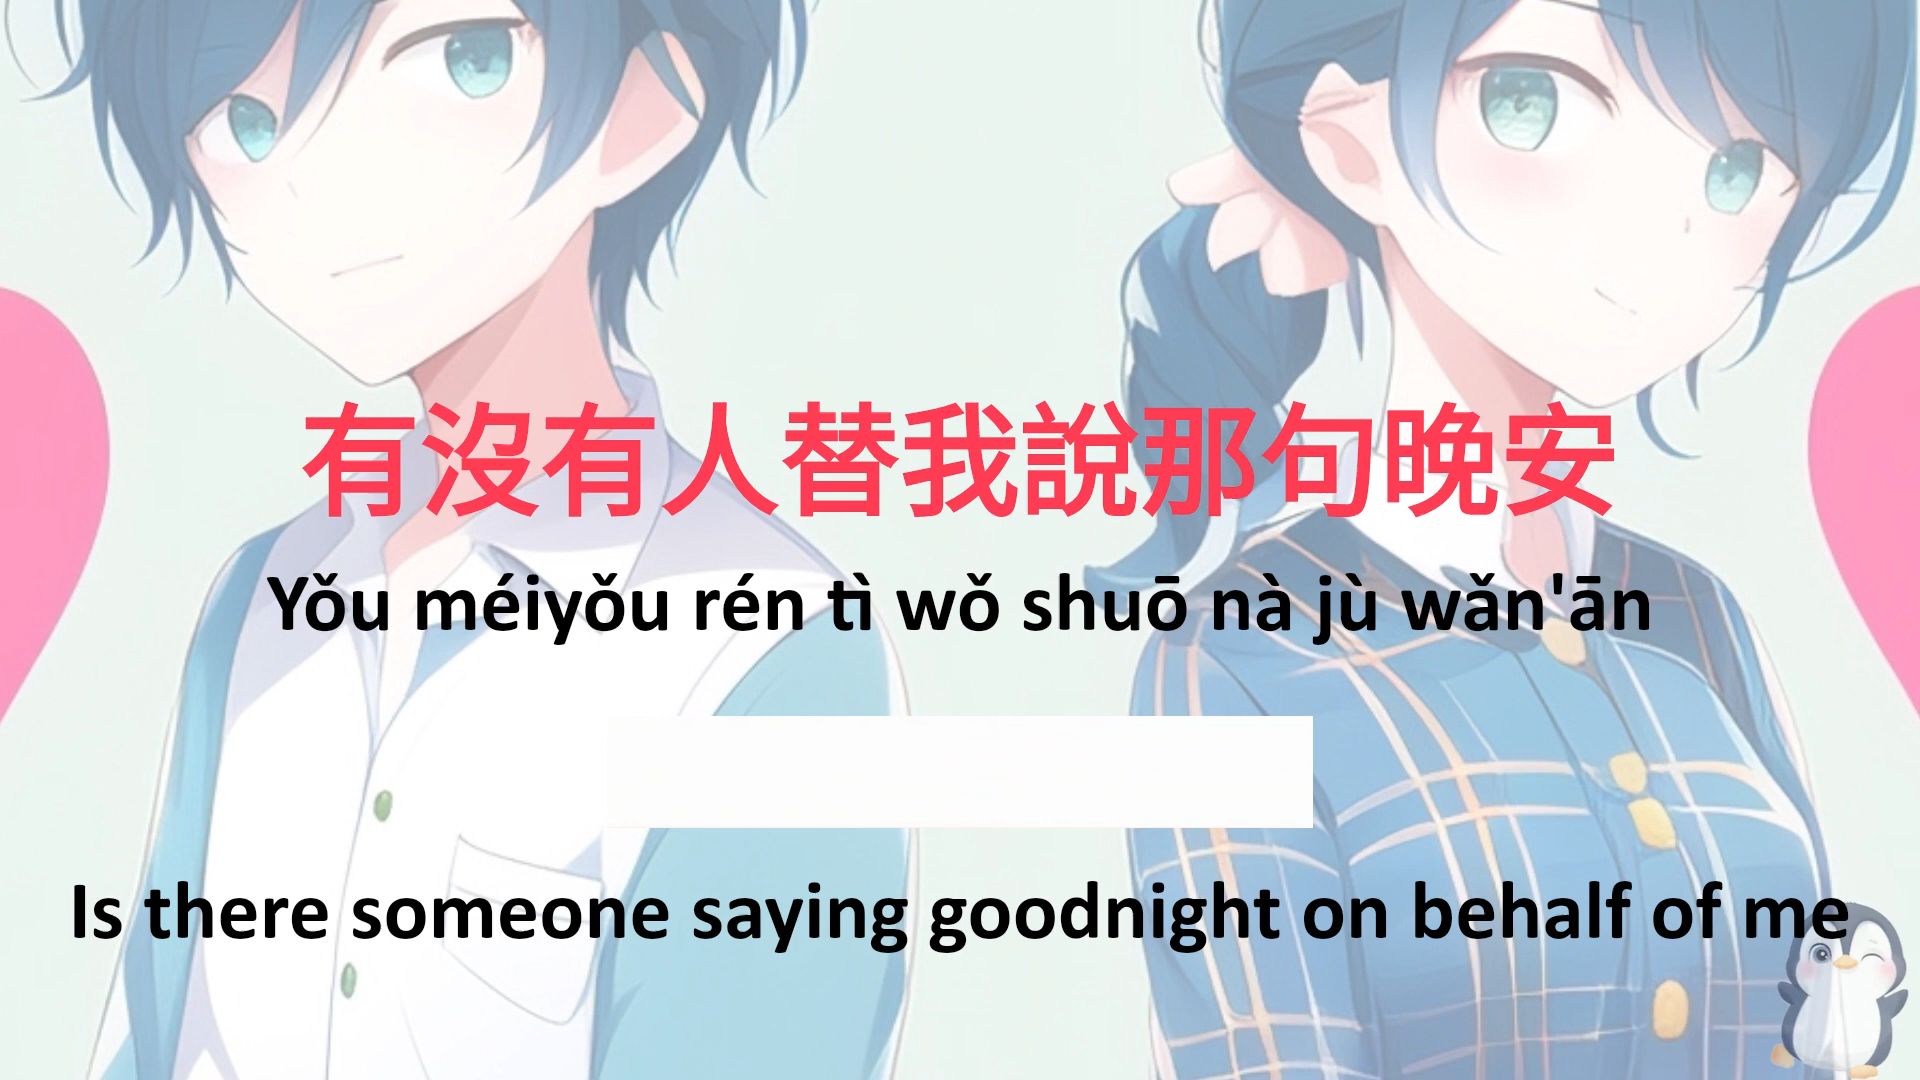 有沒有人替我說那句晚安
Yǒu méiyǒu rén tì wǒ shuō nà jù wǎn'ān
Is there someone saying goodnight on behalf of me